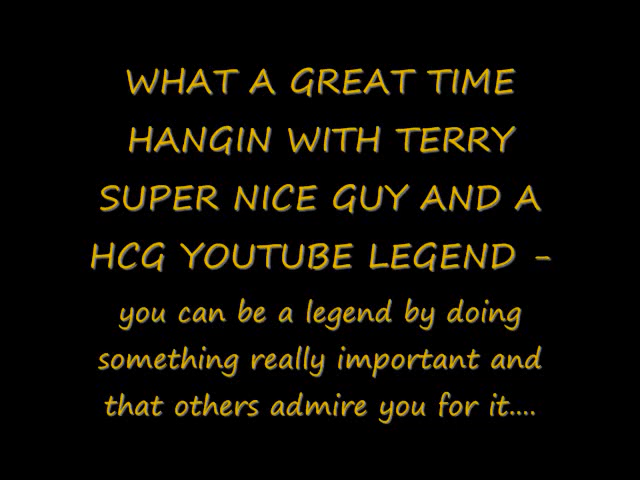 WHAT A GREAT TIME
HANGIN WITH TERRY
SUPER NICE GUY AND A
HCG YOUTUBE LEGEND -
you can be a legend by doing
something really important and
that others admire you for it....